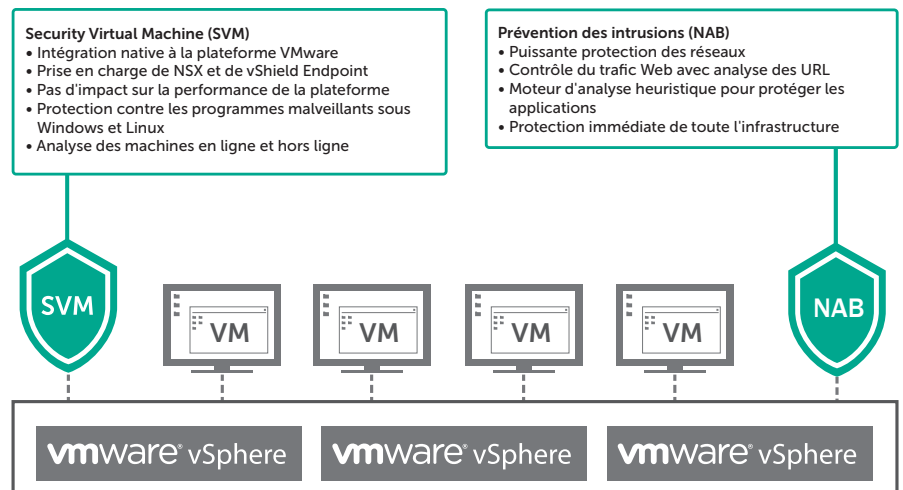 Security Virtual Machine (SVM)
• Intégration native à la plateforme VMware
• Prise en charge de NSX et de vShield Endpoint
• Pas d'impact sur la performance de la plateforme
• Protection contre les programmes malveillants sous
Windows et Linux
• Analyse des machines en ligne et hors ligne
Prévention des intrusions (NAB)
• Puissante protection des réseaux
• Contrôle du trafic Web avec analyse des URL
• Moteur d'analyse heuristique pour protéger les
applications
• Protection immédiate de toute l'infrastructure
SVM
VM
VM
VM
VM
NAB
vmware® vSphere
vmware® vSphere
vmware® vSphere